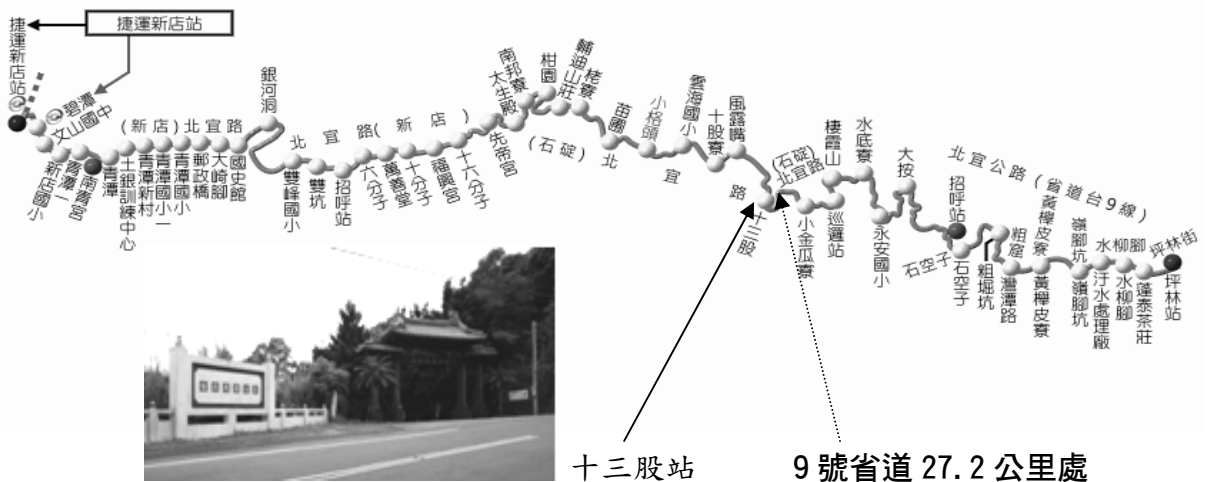 捷運新店站
捷運新店站
碧潭
文山國中
新店國小
青潭一
南青宮
青潭
土銀訓練中心
青潭新村
青潭國小一
青潭國小
郵政橋
大崎腳
國史館
(新店)北宜路
銀河洞
北宜路(新店)
雙峰國小
雙坑
招呼站
六分子
萬善堂
十分子
福興宮
十六分子
太生殿
南邦寮
先帝宮
柑園
輔迪山莊
栳寮
(石碇)北宜路
苗圃
小格頭
雲海國小
十股寮
風露嘴
十三股
(石碇)
北宜路
小金瓜寮
巡邏站
棲霞山
水底寮
永安國小
大按
北宜公路(省道台9線)
招呼站
石空子
石空子
粗堀坑
粗窟
灣潭路
黃櫸皮寮
黃櫸皮寮
嶺腳坑
嶺腳坑
水柳腳
汙水處理廠
水柳腳
蓬泰茶莊
坪林街
坪林站
十三股站
9號省道27.2公里處